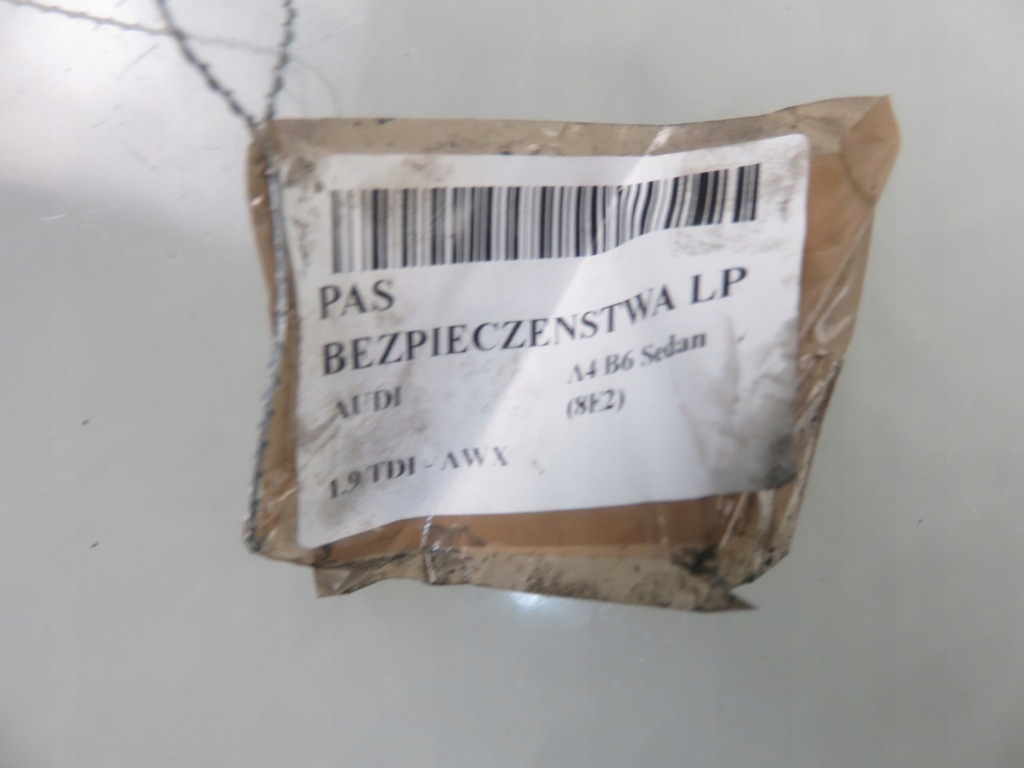 PAS
BEZPIECZENSTWA LP
AUDI A4 B6 Sedan
(8E2)
1.9 TDI - AWX